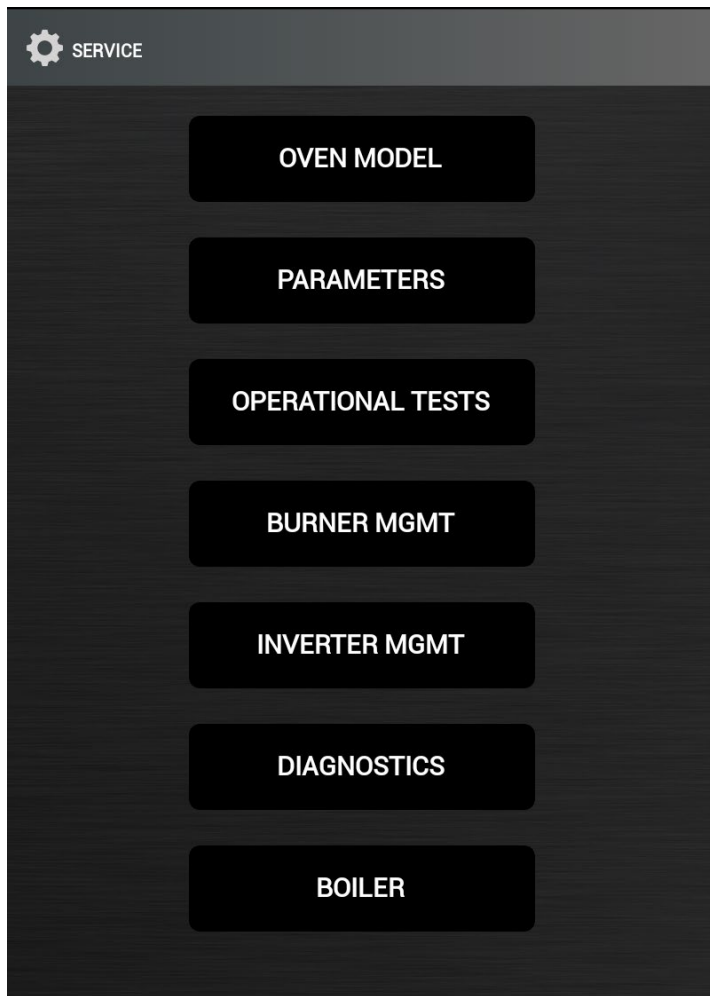 SERVICE
OVEN MODEL
PARAMETERS
OPERATIONAL TESTS
BURNER MGMT
INVERTER MGMT
DIAGNOSTICS
BOILER